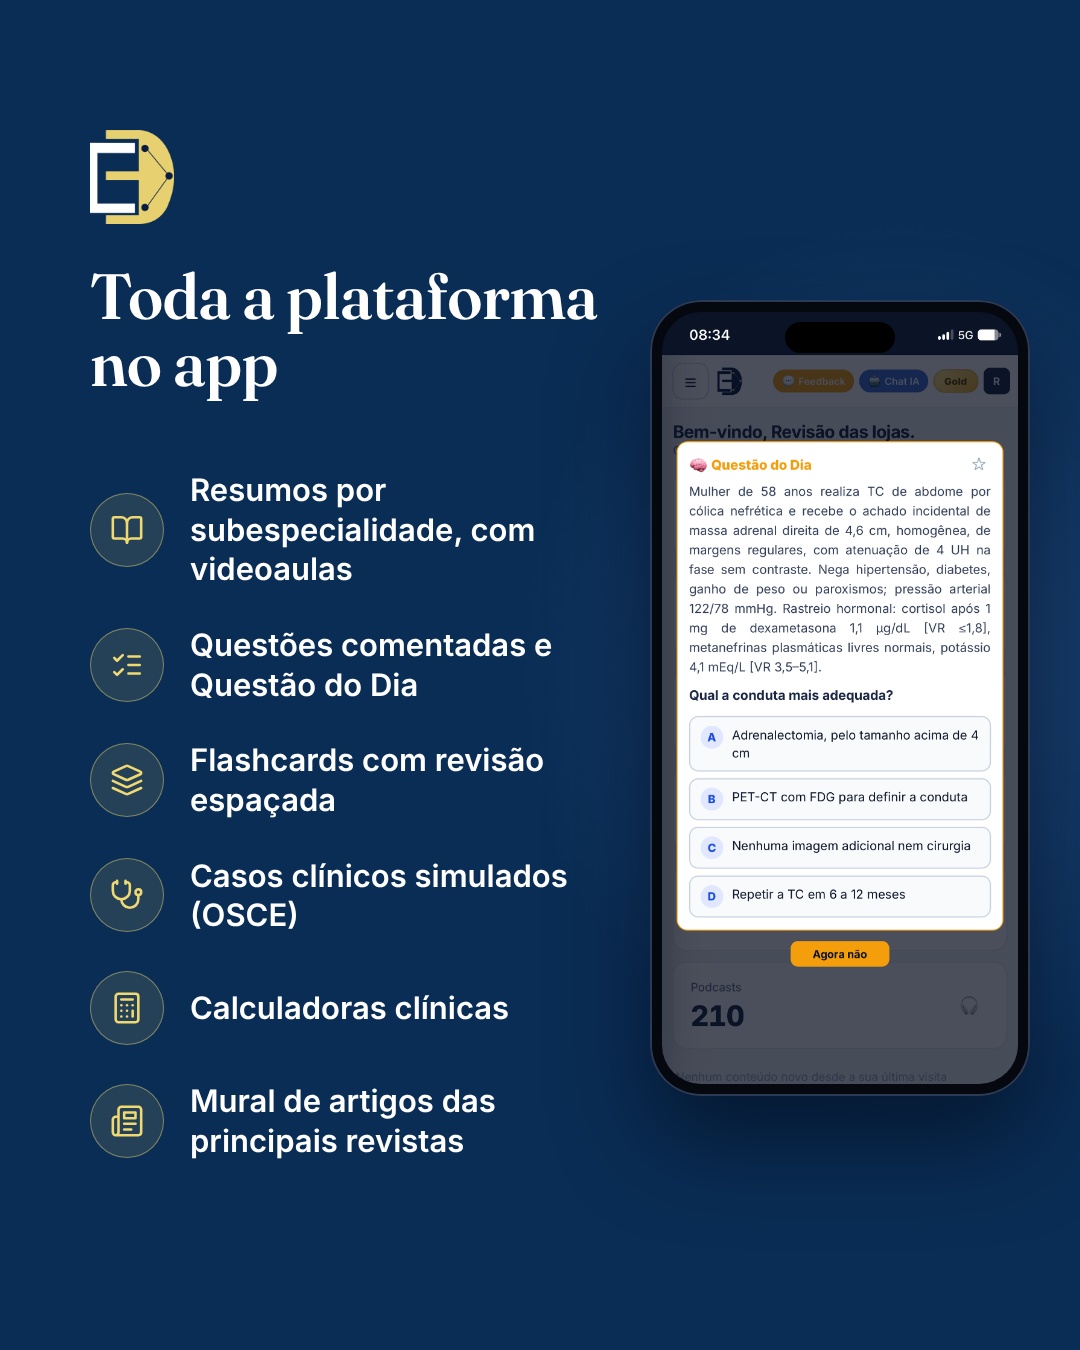 Toda a plataforma
no app
Resumos por
subespecialidade, com
videoaulas
Questões comentadas e
Questão do Dia
Flashcards com revisão
espaçada
Casos clínicos simulados
(OSCE)
Calculadoras clínicas
Mural de artigos das
principais revistas
08:34
5G
Feedback
Chat IA
Gold
R
Bem-vindo, Revisão das lojas.
Questão do Dia
Mulher de 58 anos realiza TC de abdome por
cólica nefrética e recebe o achado incidental de
massa adrenal direita de 4,6 cm, homogênea, de
margens regulares, com atenuação de 4 UH na
fase sem contraste. Nega hipertensão, diabetes,
ganho de peso ou paroxismos; pressão arterial
122/78 mmHg. Rastreio hormonal: cortisol após 1
mg de dexametasona 1,1 µg/dL [VR ≤1,8],
metanefrinas plasmáticas livres normais, potássio
4,1 mEq/L [VR 3,5–5,1].
Qual a conduta mais adequada?
A Adrenalectomia, pelo tamanho acima de 4
cm
B PET-CT com FDG para definir a conduta
C Nenhuma imagem adicional nem cirurgia
D Repetir a TC em 6 a 12 meses
Agora não
Podcasts
210
Nenhum conteúdo novo desde a sua última visita